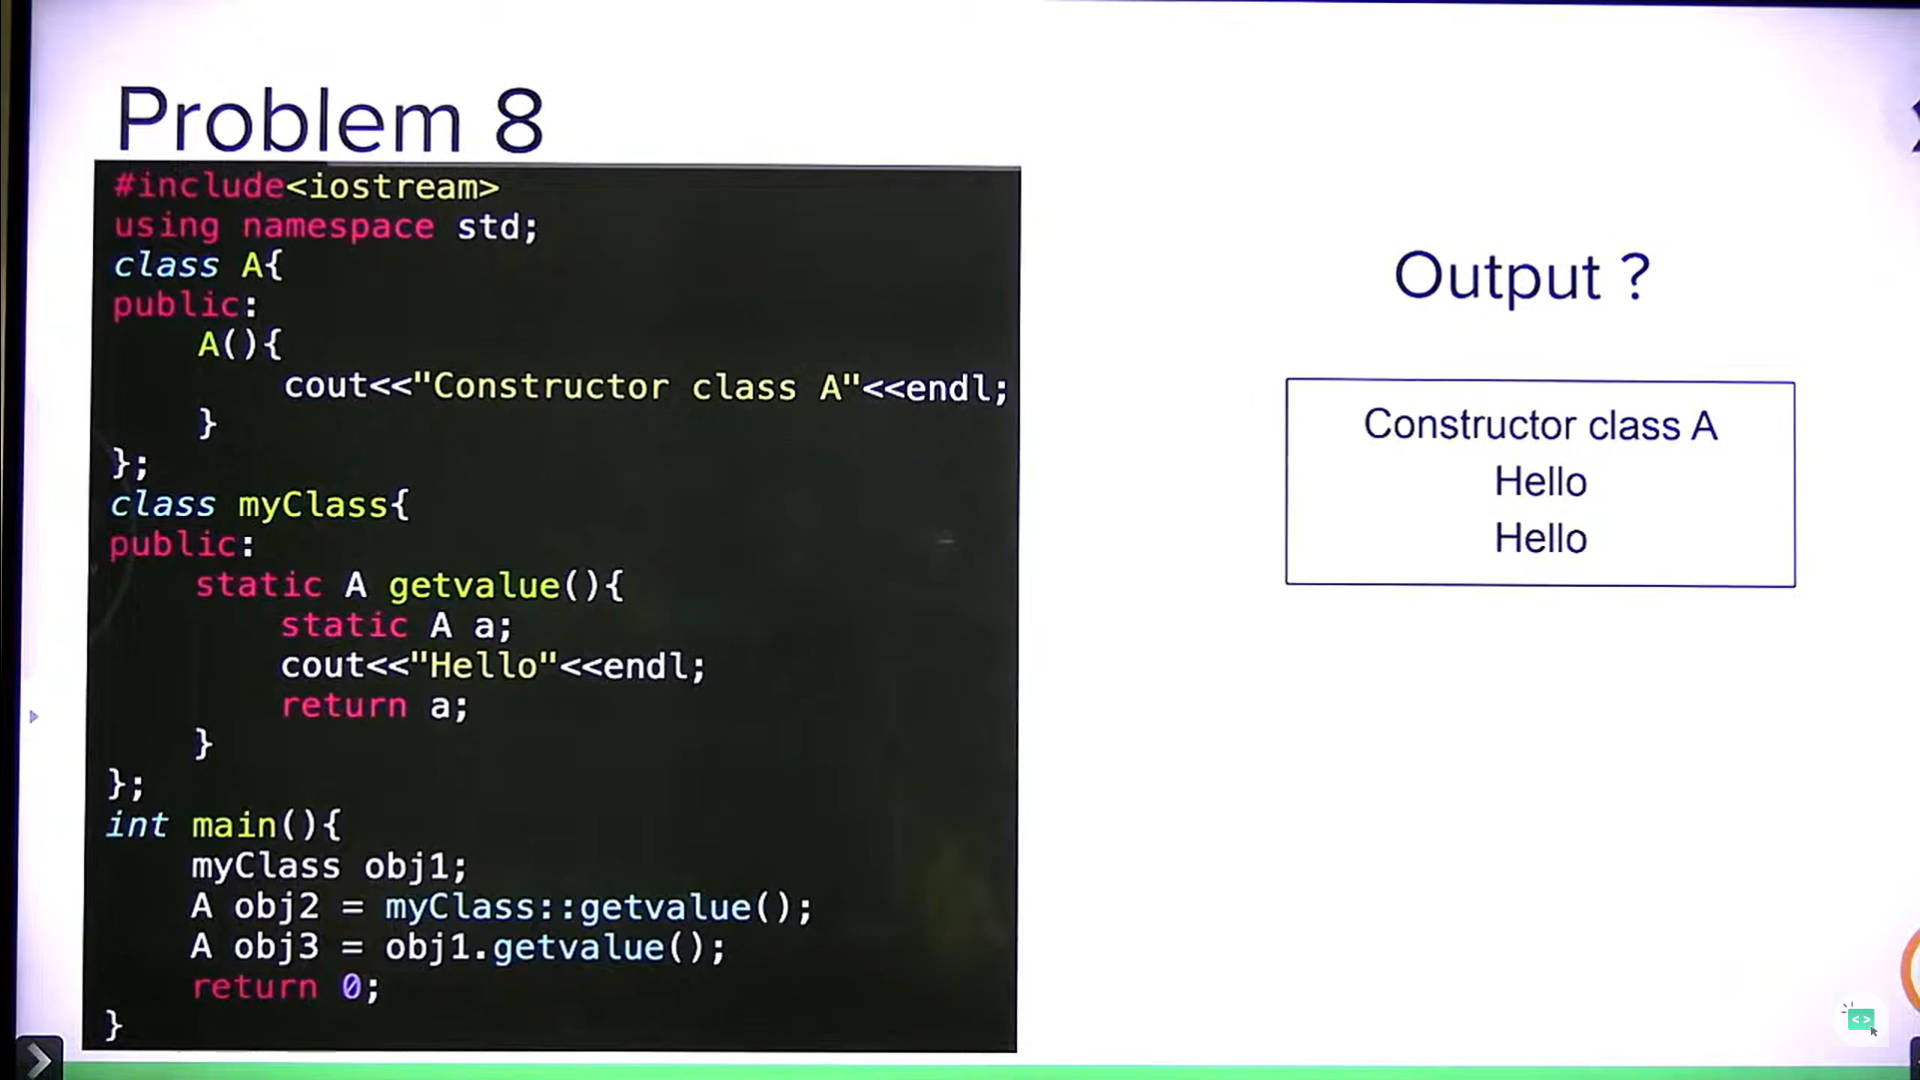 Problem 8
#include<iostream>
using namespace std;
class A{
public:
    A(){
        cout<<"Constructor class A"<<endl;
    }
};
class myClass{
public:
    static A getvalue(){
        static A a;
        cout<<"Hello"<<endl;
        return a;
    }
};
int main(){
    myClass obj1;
    A obj2 = myClass::getvalue();
    A obj3 = obj1.getvalue();
    return 0;
}
Output ?
Constructor class A
Hello
Hello